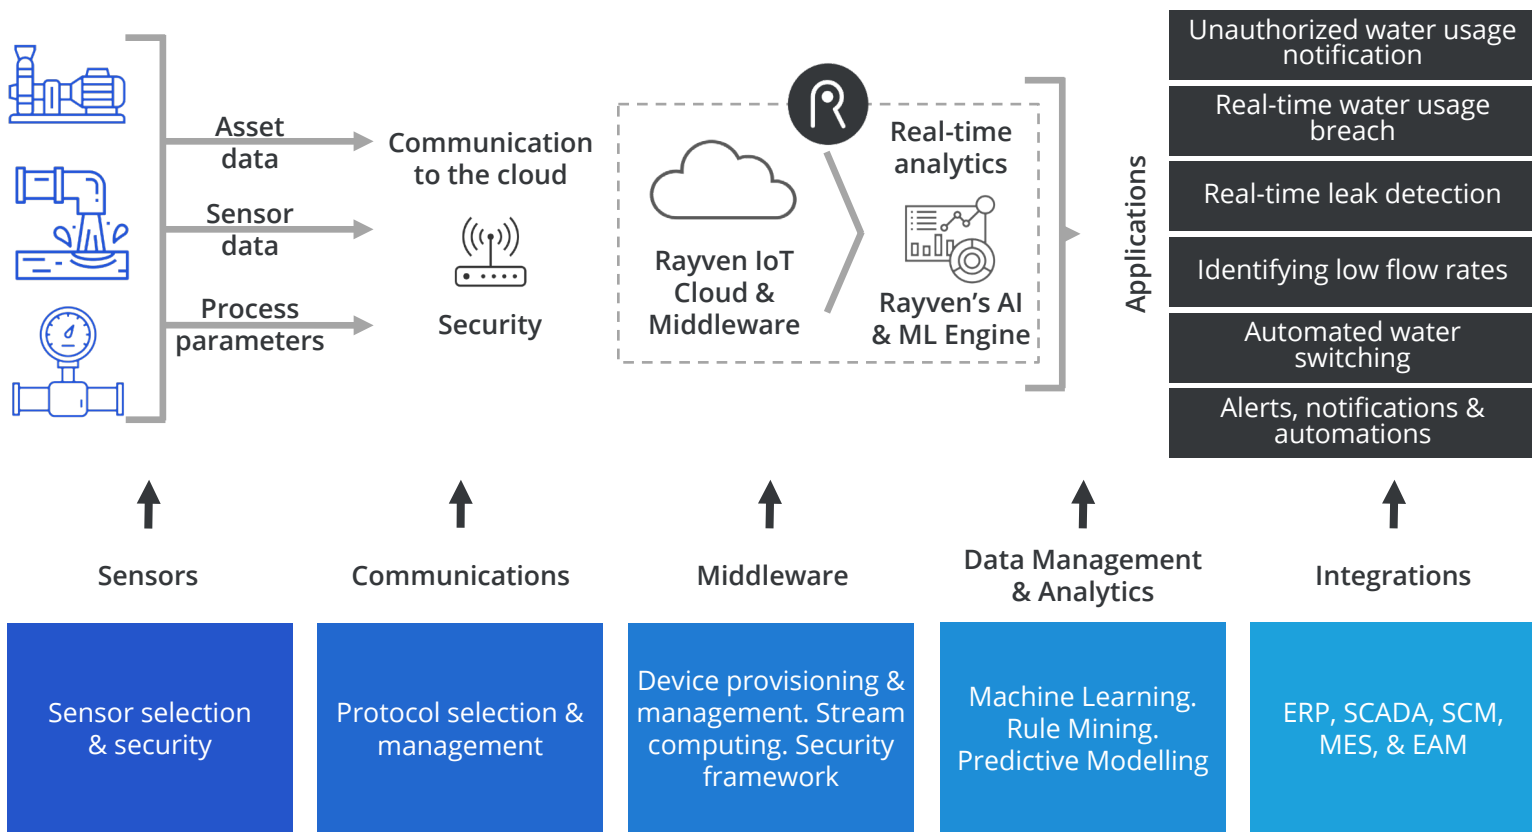 Asset
data
Sensor
data
Process
parameters
Communication
to the cloud
Security
Rayven IoT
Cloud &
Middleware
R
Real-time
analytics
Rayven’s AI
& ML Engine
Applications
Unauthorized water usage
notification
Real-time water usage
breach
Real-time leak detection
Identifying low flow rates
Automated water
switching
Alerts, notifications &
automations
Sensors
Communications
Middleware
Data Management
& Analytics
Integrations
Sensor selection
& security
Protocol selection &
management
Device provisioning &
management. Stream
computing. Security
framework
Machine Learning.
Rule Mining.
Predictive Modelling
ERP, SCADA, SCM,
MES, & EAM